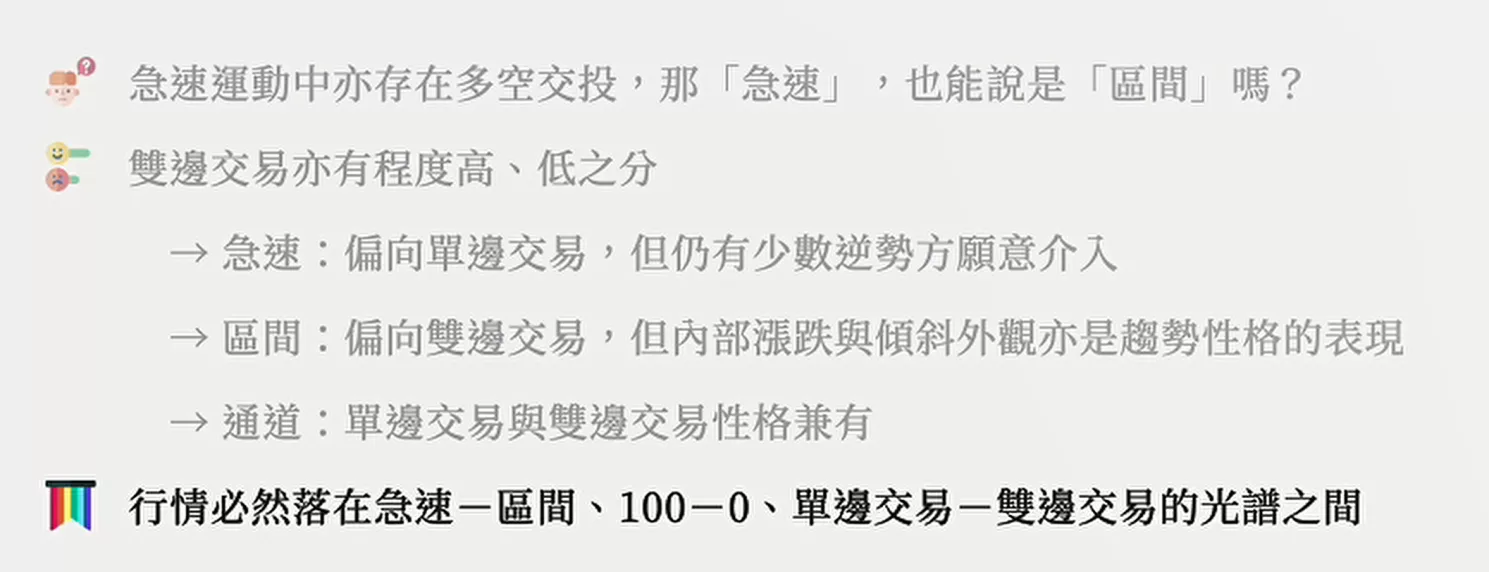 急速運動中亦存在多空交投，那「急速」，也能說是「區間」嗎？
雙邊交易亦有程度高、低之分
→ 急速：偏向單邊交易，但仍有少數逆勢方願意介入
→ 區間：偏向雙邊交易，但內部漲跌與傾斜外觀亦是趨勢性格的表現
→ 通道：單邊交易與雙邊交易性格兼有
行情必然落在急速－區間、100－0、單邊交易－雙邊交易的光譜之間